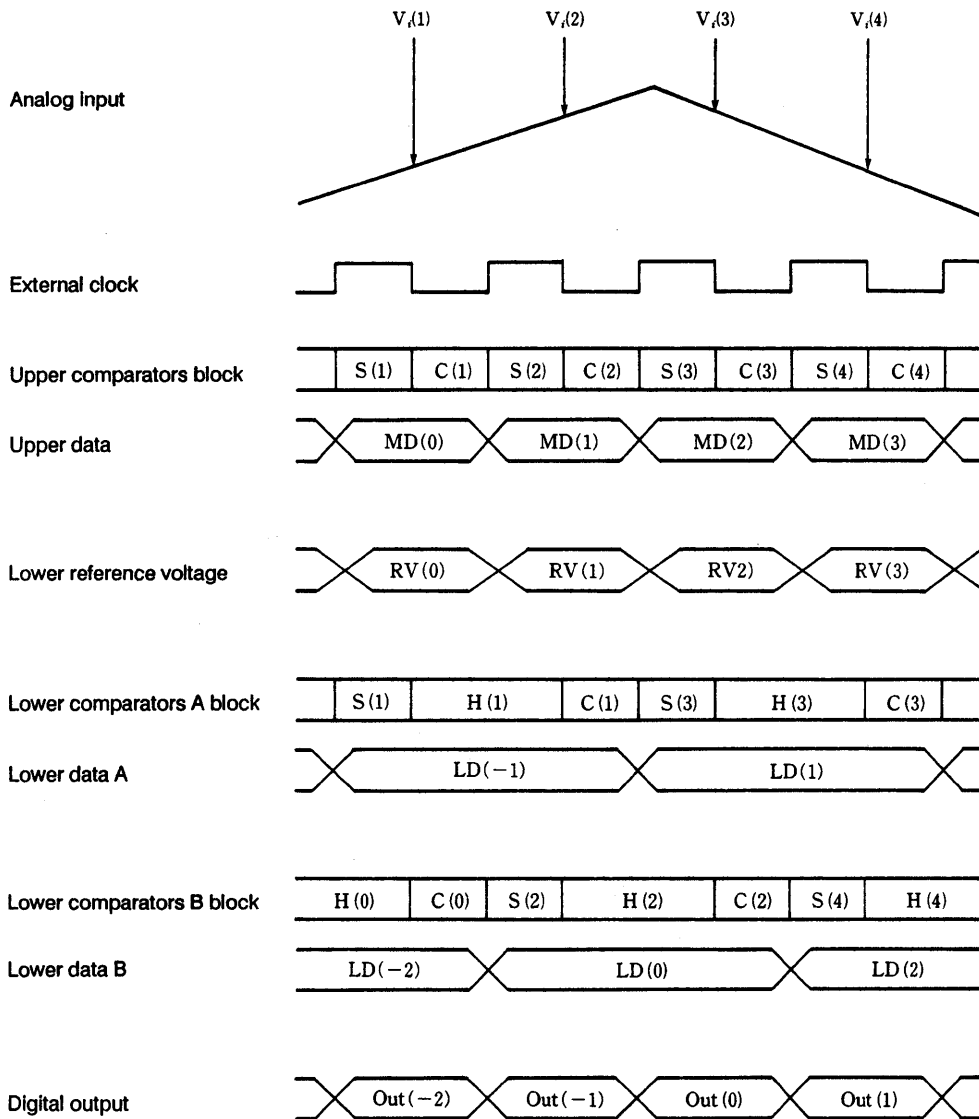 V_i(1) V_i(2) V_i(3) V_i(4)
Analog input
External clock
Upper comparators block S(1) C(1) S(2) C(2) S(3) C(3) S(4) C(4)
Upper data MD(0) MD(1) MD(2) MD(3)
Lower reference voltage RV(0) RV(1) RV2) RV(3)
Lower comparators A block S(1) H(1) C(1) S(3) H(3) C(3)
Lower data A LD(−1) LD(1)
Lower comparators B block H(0) C(0) S(2) H(2) C(2) S(4) H(4)
Lower data B LD(−2) LD(0) LD(2)
Digital output Out(−2) Out(−1) Out(0) Out(1)